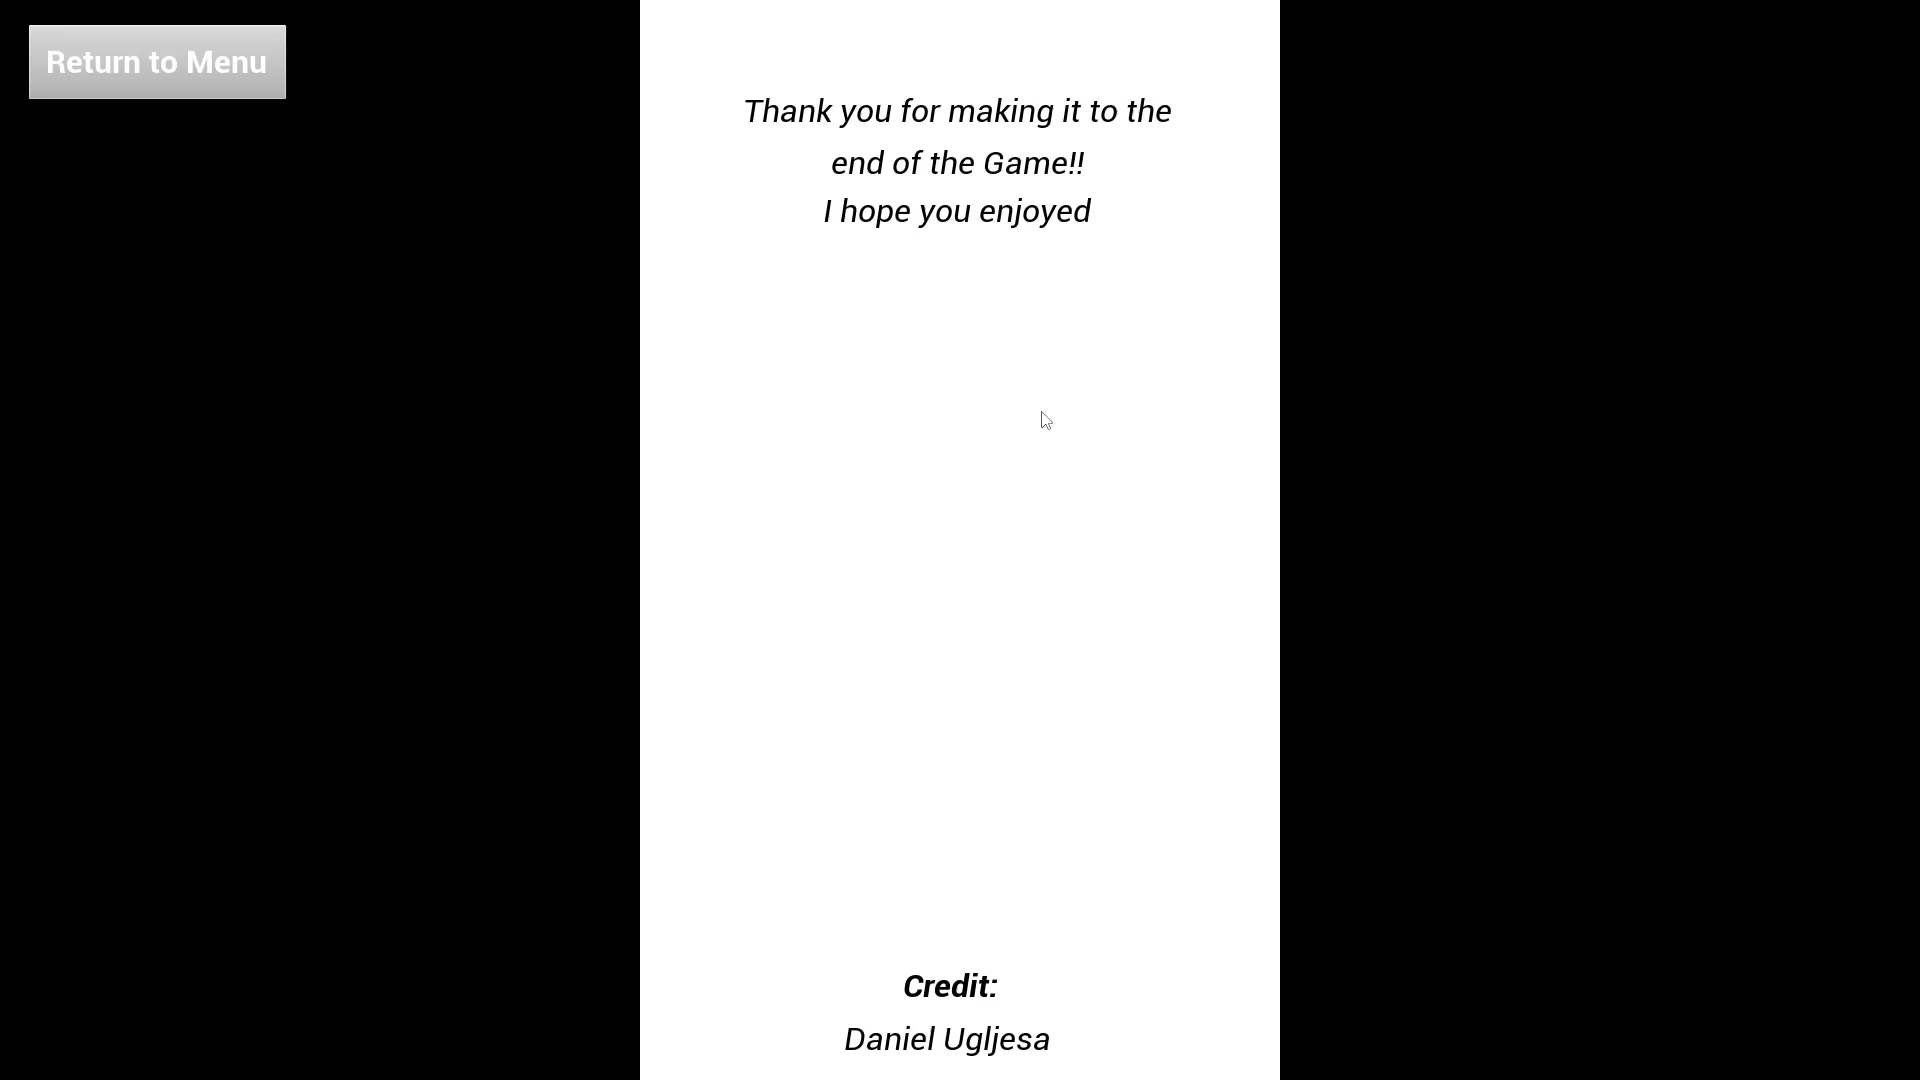 Return to Menu
Thank you for making it to the
end of the Game!!
I hope you enjoyed
Credit:
Daniel Ugljesa